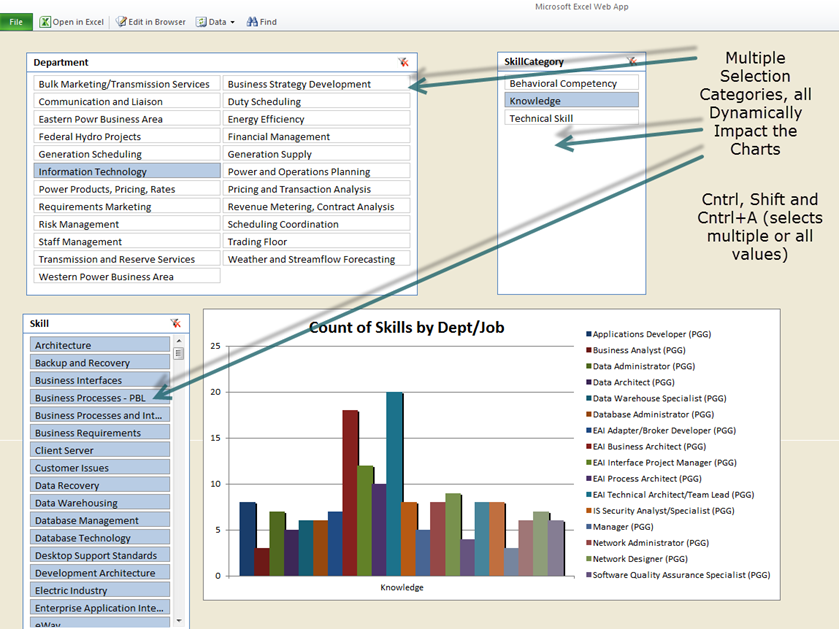 Microsoft Excel Web App
File Open in Excel Edit in Browser Data Find
Department
Bulk Marketing/Transmission Services Business Strategy Development
Communication and Liaison Duty Scheduling
Eastern Powr Business Area Energy Efficiency
Federal Hydro Projects Financial Management
Generation Scheduling Generation Supply
Information Technology Power and Operations Planning
Power Products, Pricing, Rates Pricing and Transaction Analysis
Requirements Marketing Revenue Metering, Contract Analysis
Risk Management Scheduling Coordination
Staff Management Trading Floor
Transmission and Reserve Services Weather and Streamflow Forecasting
Western Power Business Area
SkillCategory
Behavioral Competency
Knowledge
Technical Skill
Multiple
Selection
Categories, all
Dynamically
Impact the
Charts
Cntrl, Shift and
Cntrl+A (selects
multiple or all
values)
Skill
Architecture
Backup and Recovery
Business Interfaces
Business Processes - PBL
Business Processes and Int...
Business Requirements
Client Server
Customer Issues
Data Recovery
Data Warehousing
Database Management
Database Technology
Desktop Support Standards
Development Architecture
Electric Industry
Enterprise Application Inte...
eWay
Count of Skills by Dept/Job
25
20
15
10
5
0
Knowledge
Applications Developer (PGG)
Business Analyst (PGG)
Data Administrator (PGG)
Data Architect (PGG)
Data Warehouse Specialist (PGG)
Database Administrator (PGG)
EAI Adapter/Broker Developer (PGG)
EAI Business Architect (PGG)
EAI Interface Project Manager (PGG)
EAI Process Architect (PGG)
EAI Technical Architect/Team Lead (PGG)
IS Security Analyst/Specialist (PGG)
Manager (PGG)
Network Administrator (PGG)
Network Designer (PGG)
Software Quality Assurance Specialist (PGG)